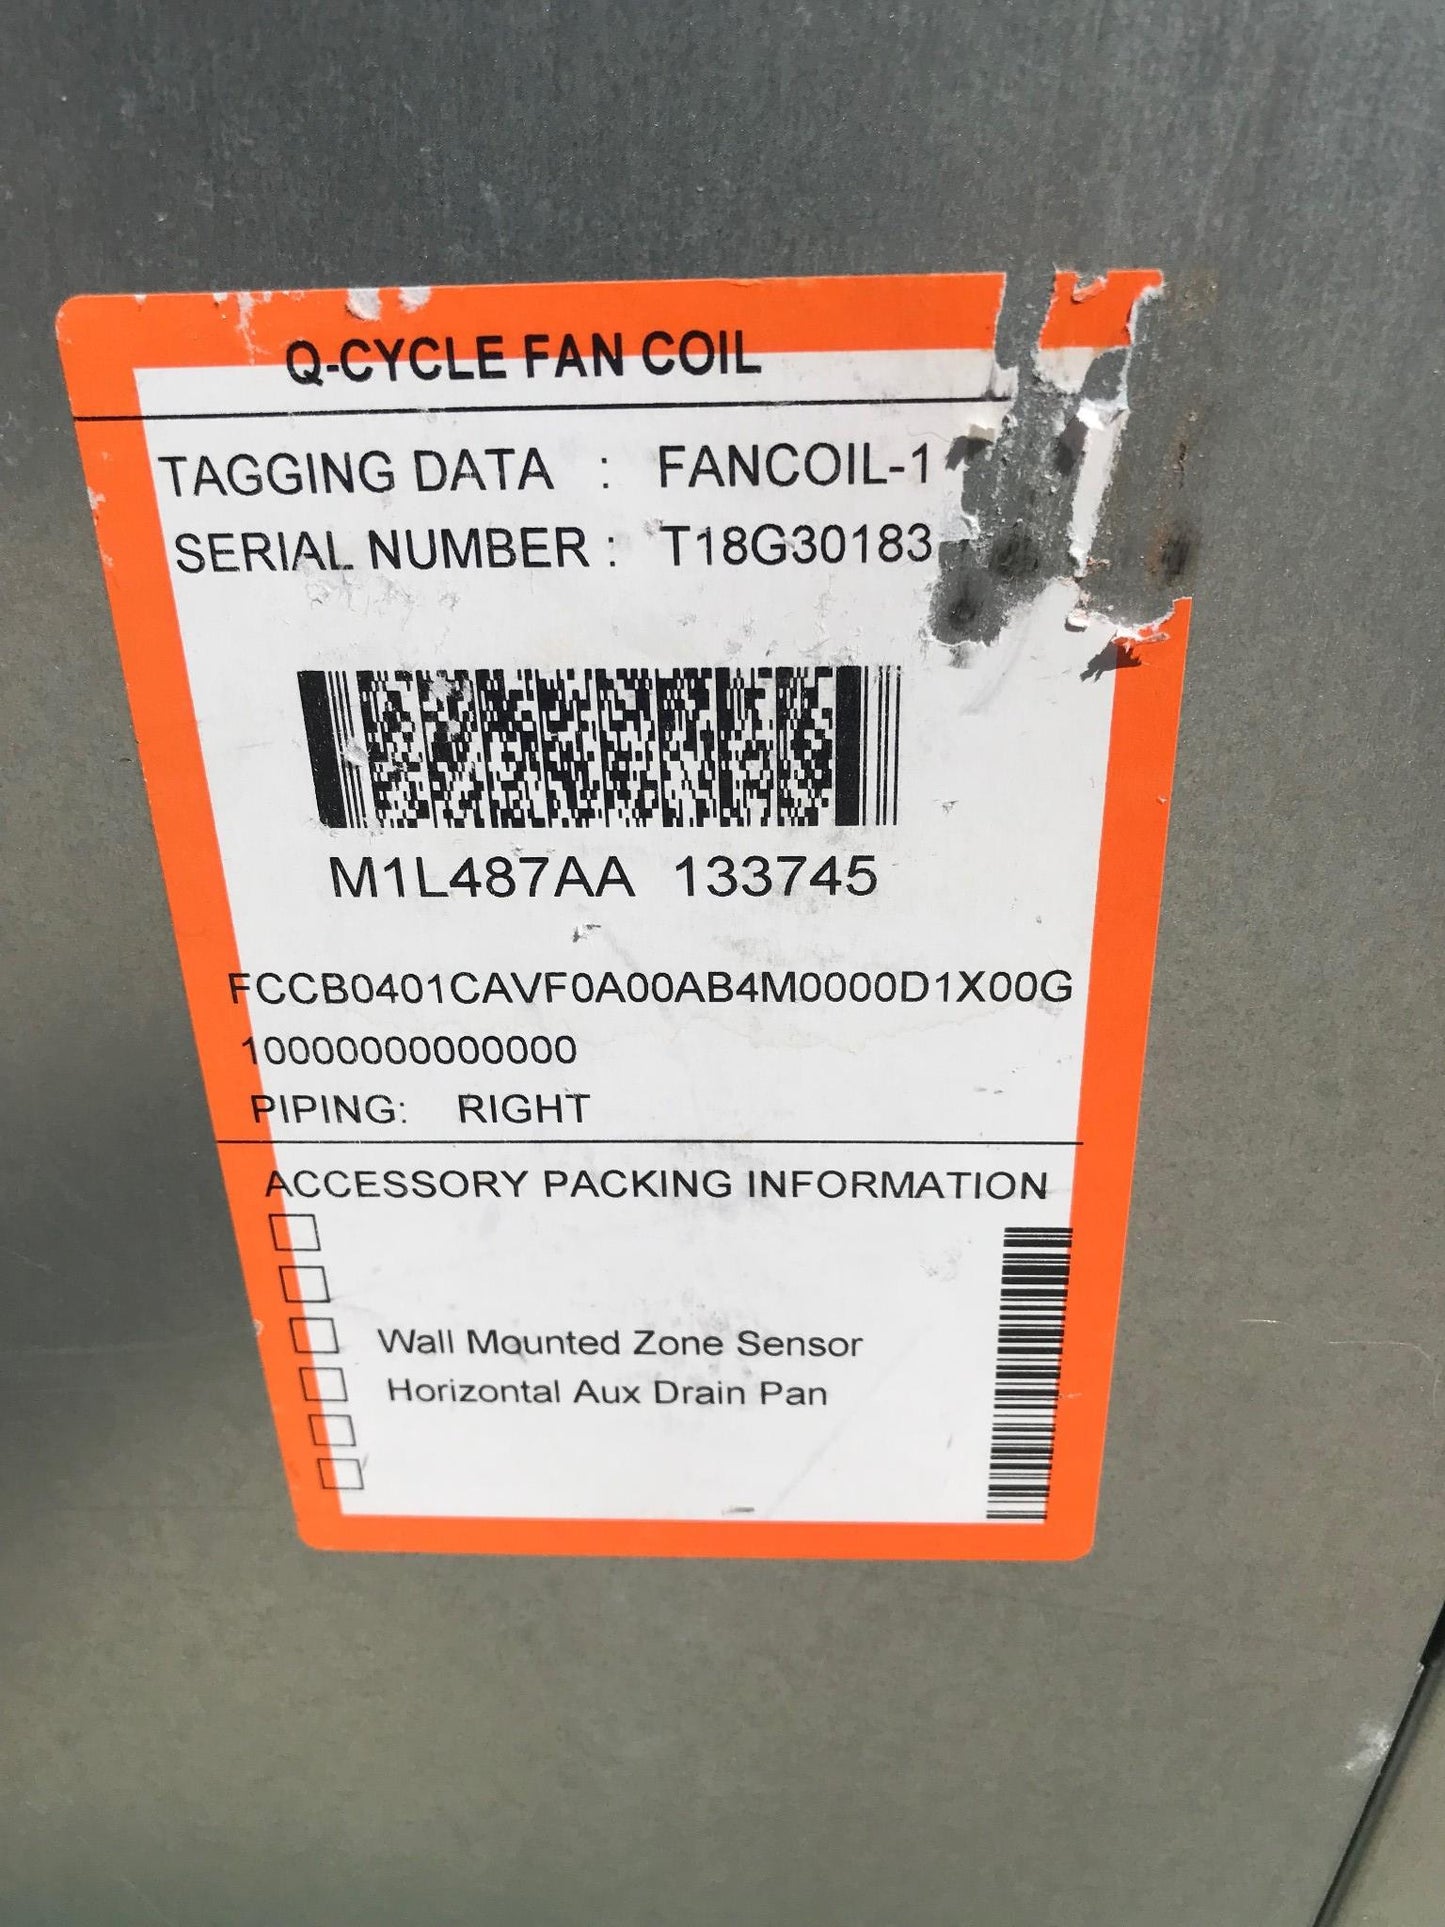 Q-CYCLE FAN COIL
TAGGING DATA : FANCOIL-1
SERIAL NUMBER : T18G30183
M1L487AA 133745
FCCB0401CAVF0A00AB4M0000D1X00G
10000000000000
PIPING: RIGHT
ACCESSORY PACKING INFORMATION
Wall Mounted Zone Sensor
Horizontal Aux Drain Pan